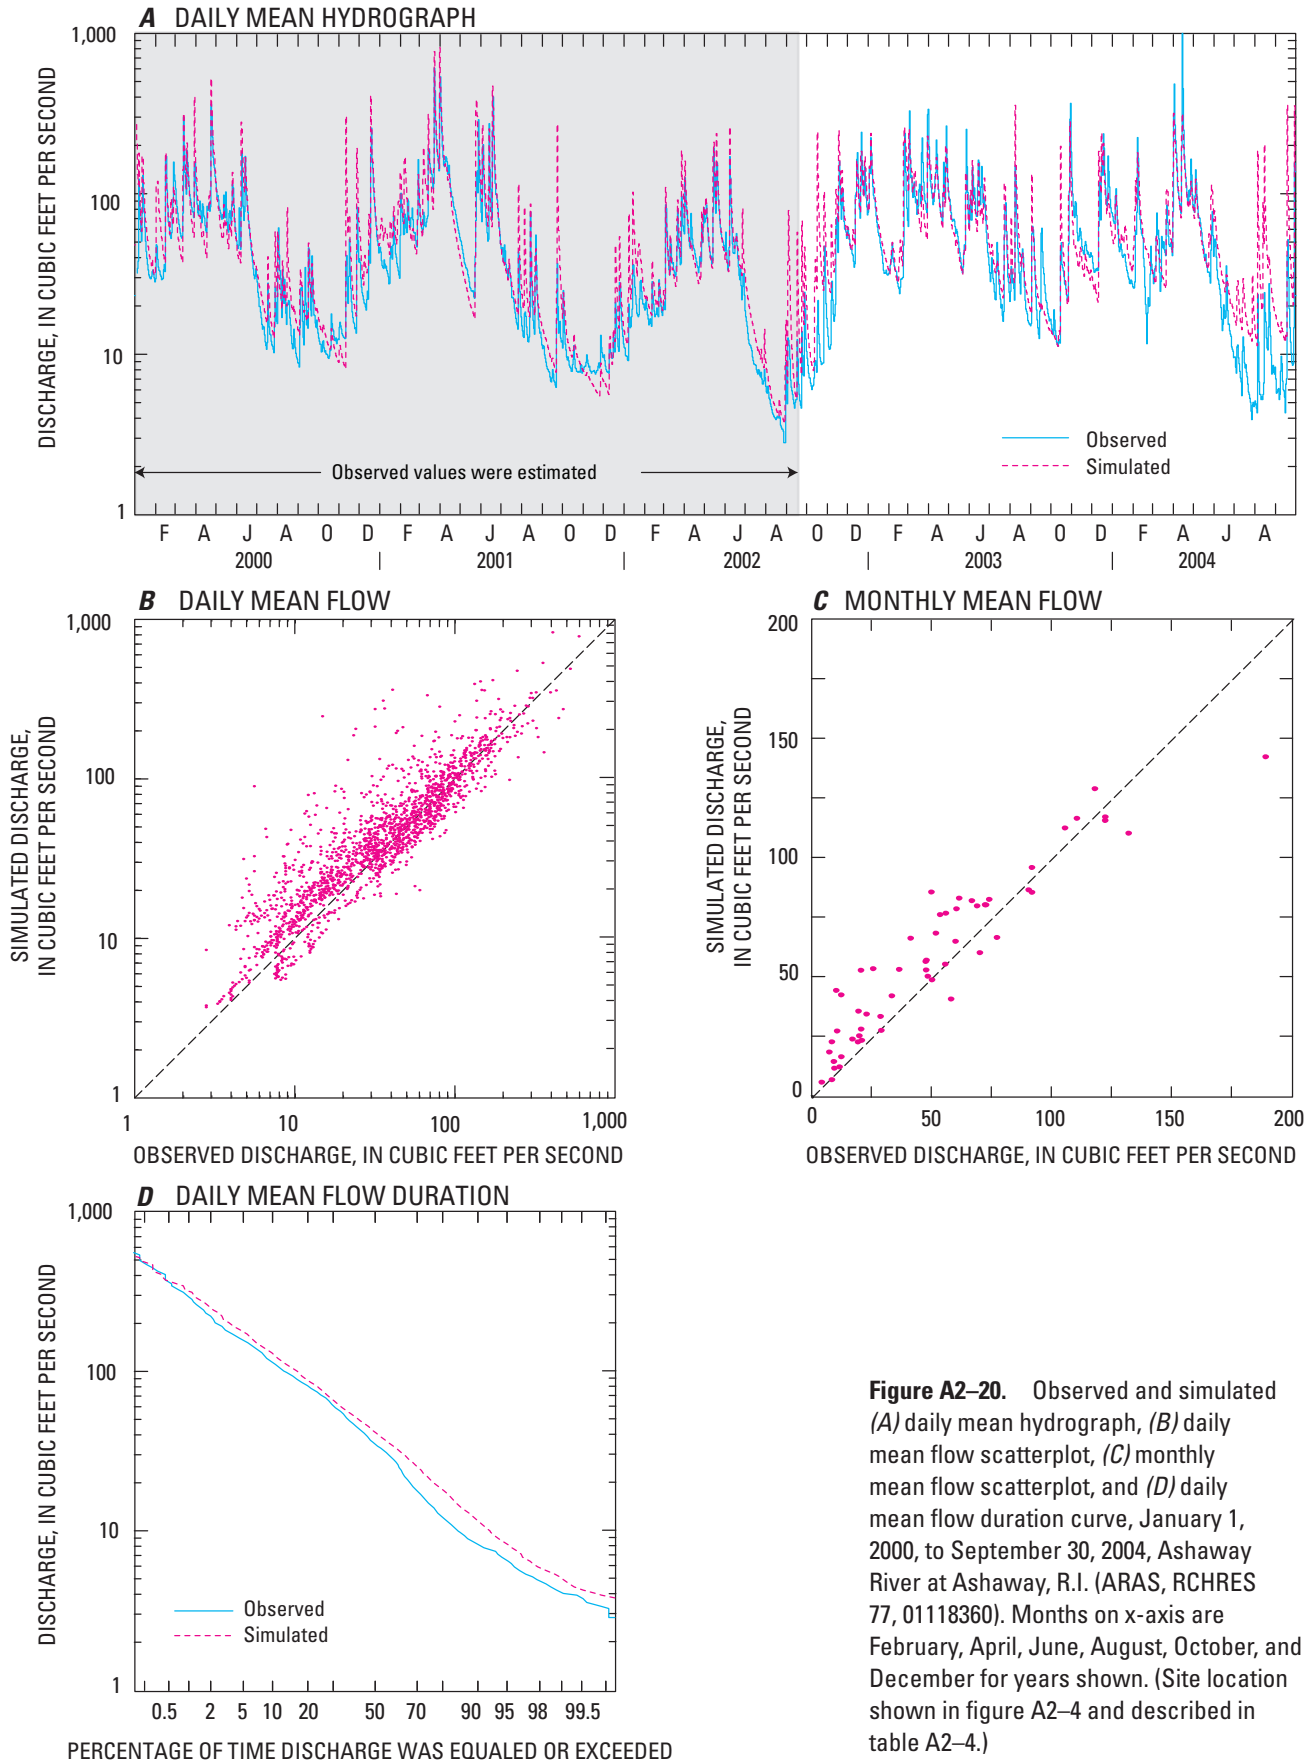 A DAILY MEAN HYDROGRAPH
1,000
100
10
1
DISCHARGE, IN CUBIC FEET PER SECOND
Observed values were estimated
Observed
Simulated
F A J A O D F A J A O D F A J A O D F A J A O D F A J A
2000 | 2001 | 2002 | 2003 | 2004
B DAILY MEAN FLOW
1,000
100
10
1
SIMULATED DISCHARGE,
IN CUBIC FEET PER SECOND
1 10 100 1,000
OBSERVED DISCHARGE, IN CUBIC FEET PER SECOND
C MONTHLY MEAN FLOW
200
150
100
50
0
SIMULATED DISCHARGE,
IN CUBIC FEET PER SECOND
0 50 100 150 200
OBSERVED DISCHARGE, IN CUBIC FEET PER SECOND
D DAILY MEAN FLOW DURATION
1,000
100
10
1
DISCHARGE, IN CUBIC FEET PER SECOND
Observed
Simulated
0.5 2 5 10 20 50 70 90 95 98 99.5
PERCENTAGE OF TIME DISCHARGE WAS EQUALED OR EXCEEDED
Figure A2–20. Observed and simulated
(A) daily mean hydrograph, (B) daily
mean flow scatterplot, (C) monthly
mean flow scatterplot, and (D) daily
mean flow duration curve, January 1,
2000, to September 30, 2004, Ashaway
River at Ashaway, R.I. (ARAS, RCHRES
77, 01118360). Months on x-axis are
February, April, June, August, October, and
December for years shown. (Site location
shown in figure A2–4 and described in
table A2–4.)